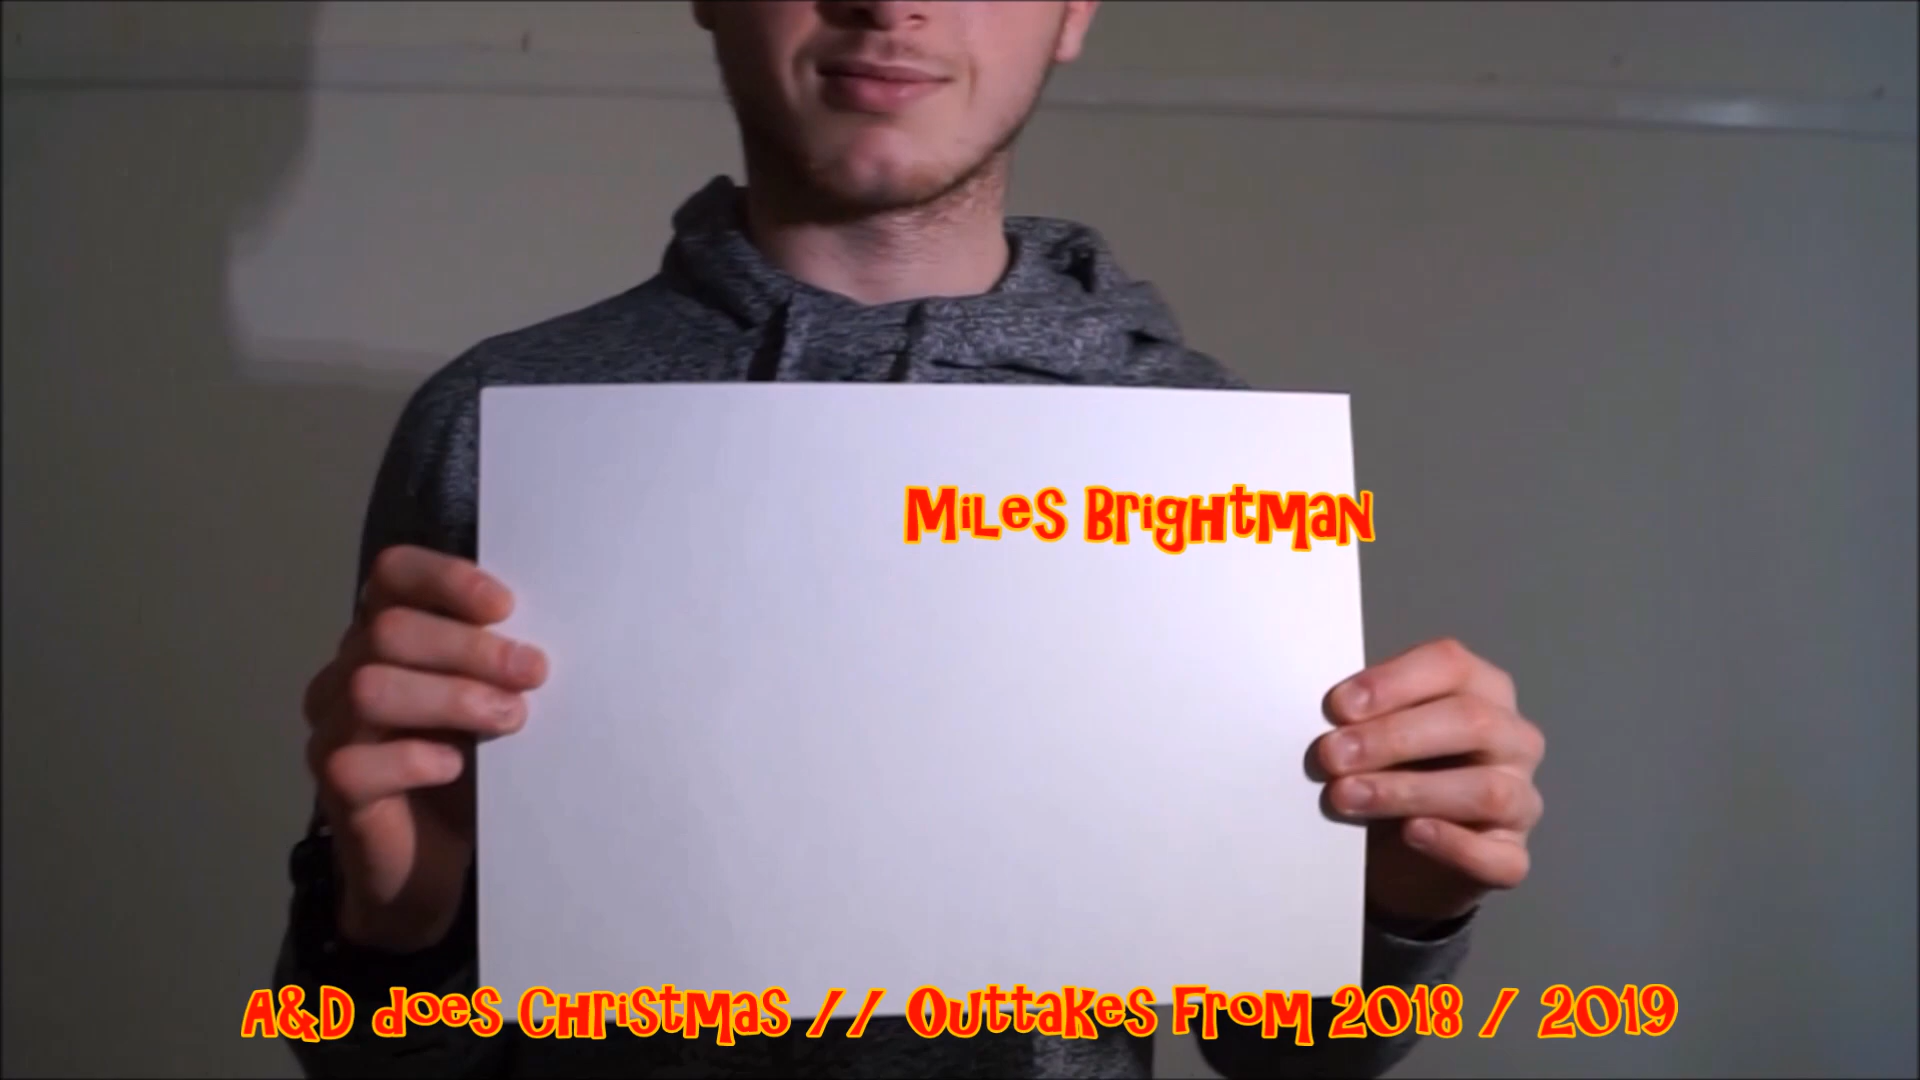 Miles Brightman
A&D does Christmas // Outtakes From 2018 / 2019